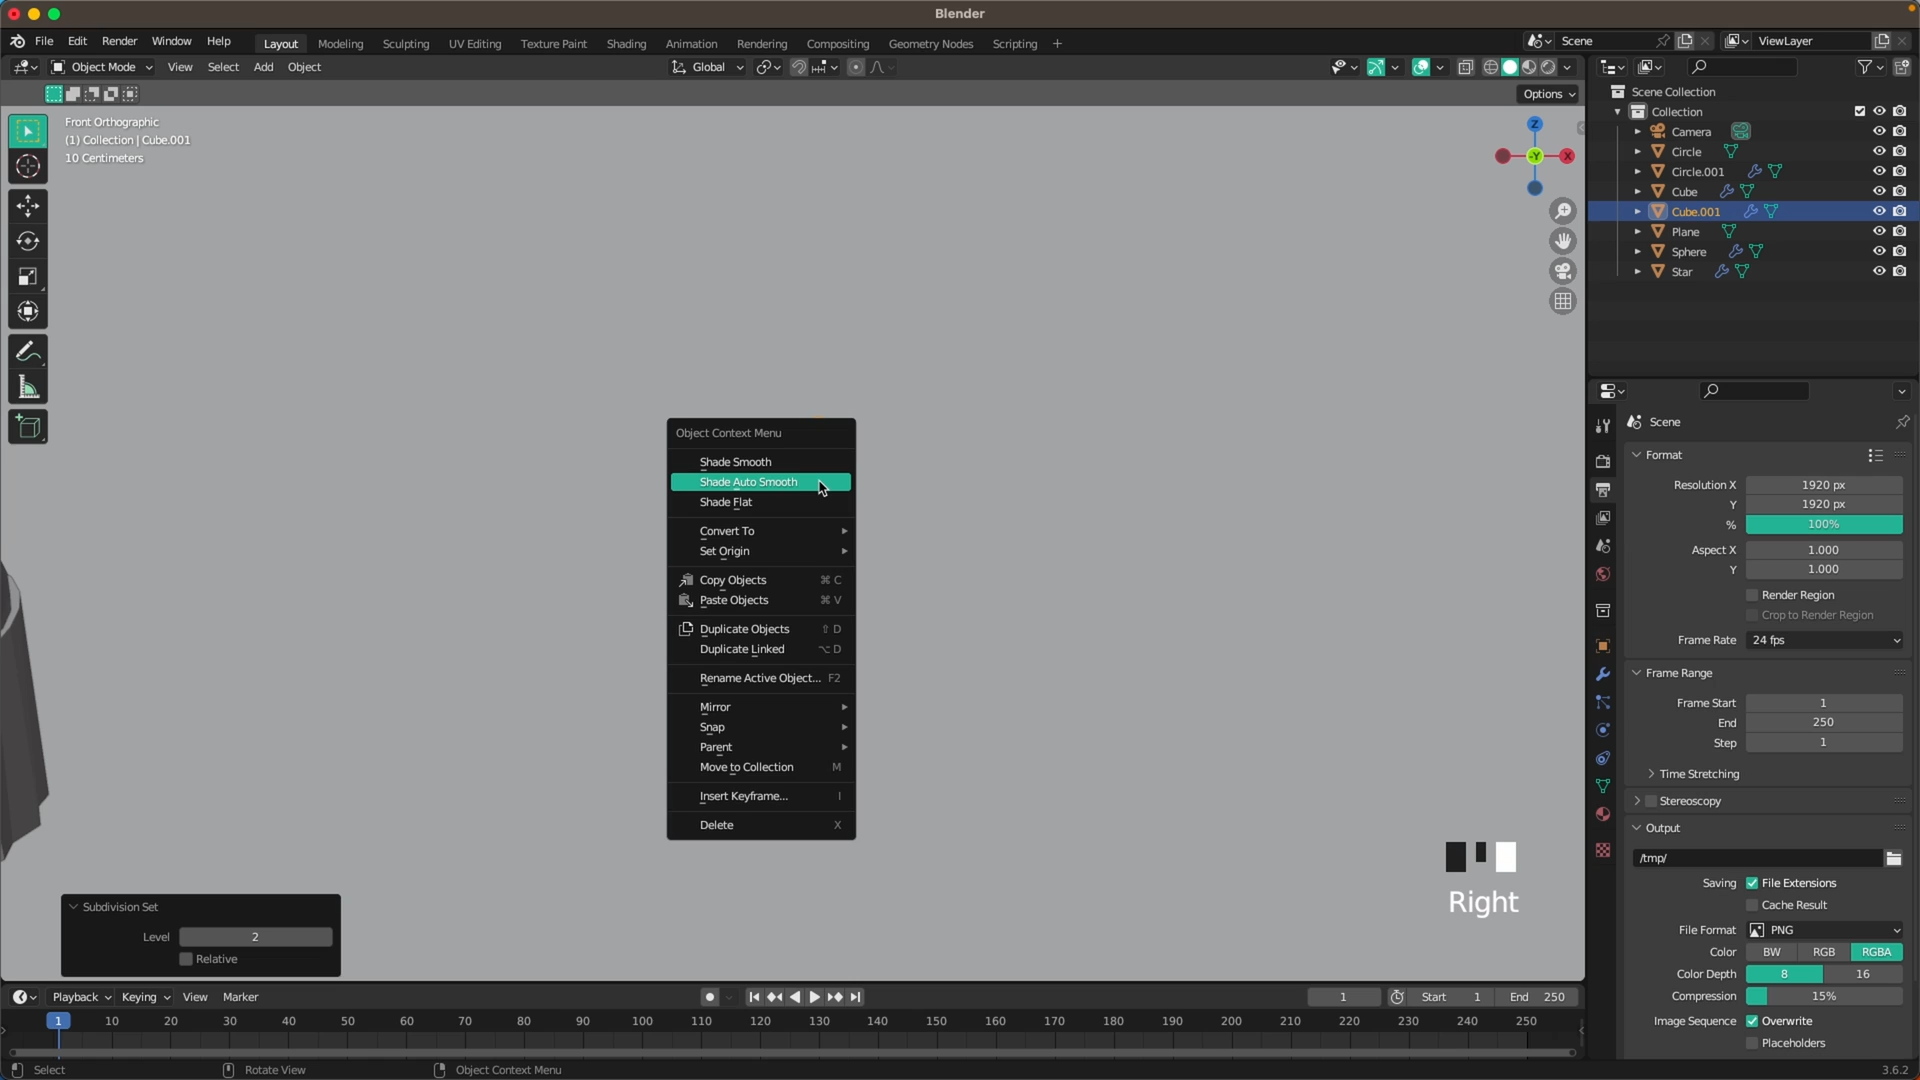 Blender
File Edit Render Window Help
Layout Modeling Sculpting UV Editing Texture Paint Shading Animation Rendering Compositing Geometry Nodes Scripting +
Scene
ViewLayer
Object Mode View Select Add Object
Global
Options
Front Orthographic
(1) Collection | Cube.001
10 Centimeters
Z
-Y
X
Scene Collection
Collection
Camera
Circle
Circle.001
Cube
Cube.001
Plane
Sphere
Star
Object Context Menu
Shade Smooth
Shade Auto Smooth
Shade Flat
Convert To
Set Origin
Copy Objects ⌘ C
Paste Objects ⌘ V
Duplicate Objects ⇧ D
Duplicate Linked ⌥ D
Rename Active Object... F2
Mirror
Snap
Parent
Move to Collection M
Insert Keyframe... I
Delete X
Right
Subdivision Set
Level 2
Relative
Scene
Format
Resolution X 1920 px
Y 1920 px
% 100%
Aspect X 1.000
Y 1.000
Render Region
Crop to Render Region
Frame Rate 24 fps
Frame Range
Frame Start 1
End 250
Step 1
Time Stretching
Stereoscopy
Output
/tmp/
Saving File Extensions
Cache Result
File Format PNG
Color BW RGB RGBA
Color Depth 8 16
Compression 15%
Image Sequence Overwrite
Placeholders
Playback Keying View Marker
1 Start 1 End 250
1 10 20 30 40 50 60 70 80 90 100 110 120 130 140 150 160 170 180 190 200 210 220 230 240 250
Select Rotate View Object Context Menu
3.6.2